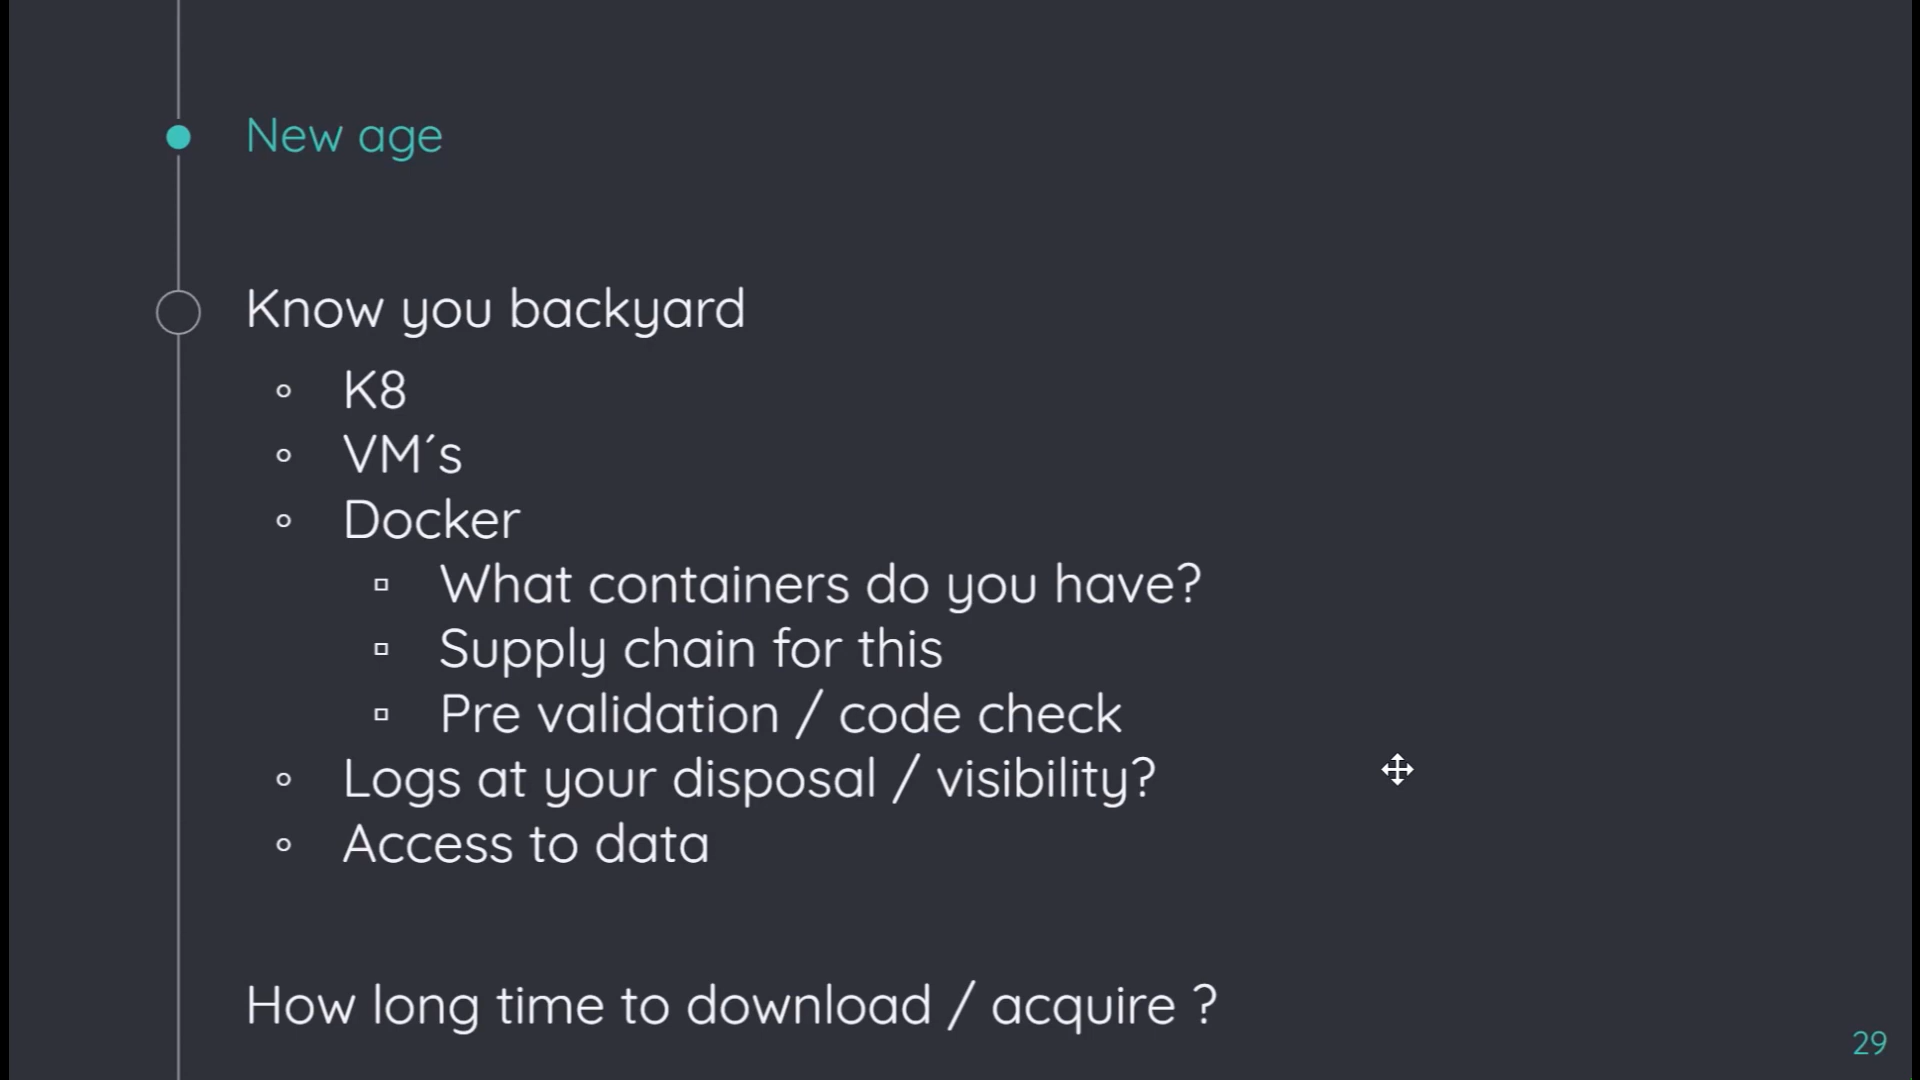 New age
Know you backyard
K8
VM´s
Docker
What containers do you have?
Supply chain for this
Pre validation / code check
Logs at your disposal / visibility?
Access to data
How long time to download / acquire ?
29